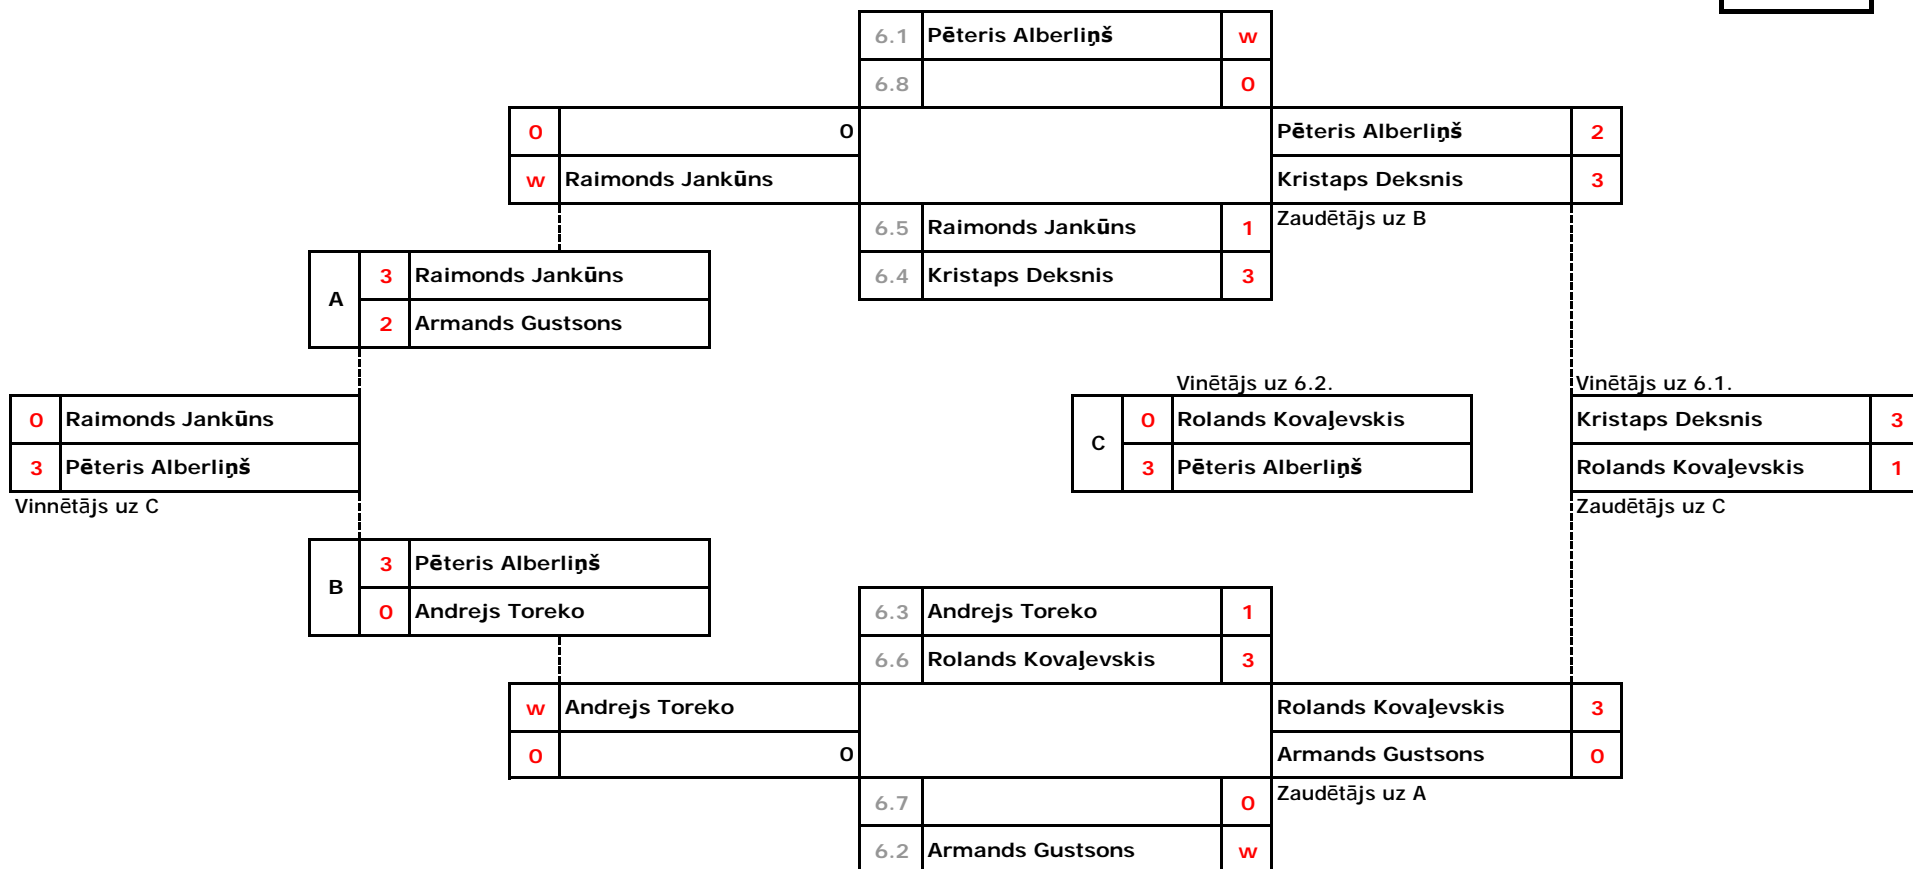 6.1 Pēteris Alberliņš w
6.8 0
0 0 Pēteris Alberliņš 2
w Raimonds Jankūns Kristaps Deksnis 3
6.5 Raimonds Jankūns 1 Zaudētājs uz B
A 3 Raimonds Jankūns 6.4 Kristaps Deksnis 3
2 Armands Gustsons
Vinētājs uz 6.2. Vinētājs uz 6.1.
0 Raimonds Jankūns C 0 Rolands Kovaļevskis Kristaps Deksnis 3
3 Pēteris Alberliņš 3 Pēteris Alberliņš Rolands Kovaļevskis 1
Vinnētājs uz C Zaudētājs uz C
B 3 Pēteris Alberliņš
0 Andrejs Toreko 6.3 Andrejs Toreko 1
6.6 Rolands Kovaļevskis 3
w Andrejs Toreko Rolands Kovaļevskis 3
0 0 Armands Gustsons 0
6.7 0 Zaudētājs uz A
6.2 Armands Gustsons w